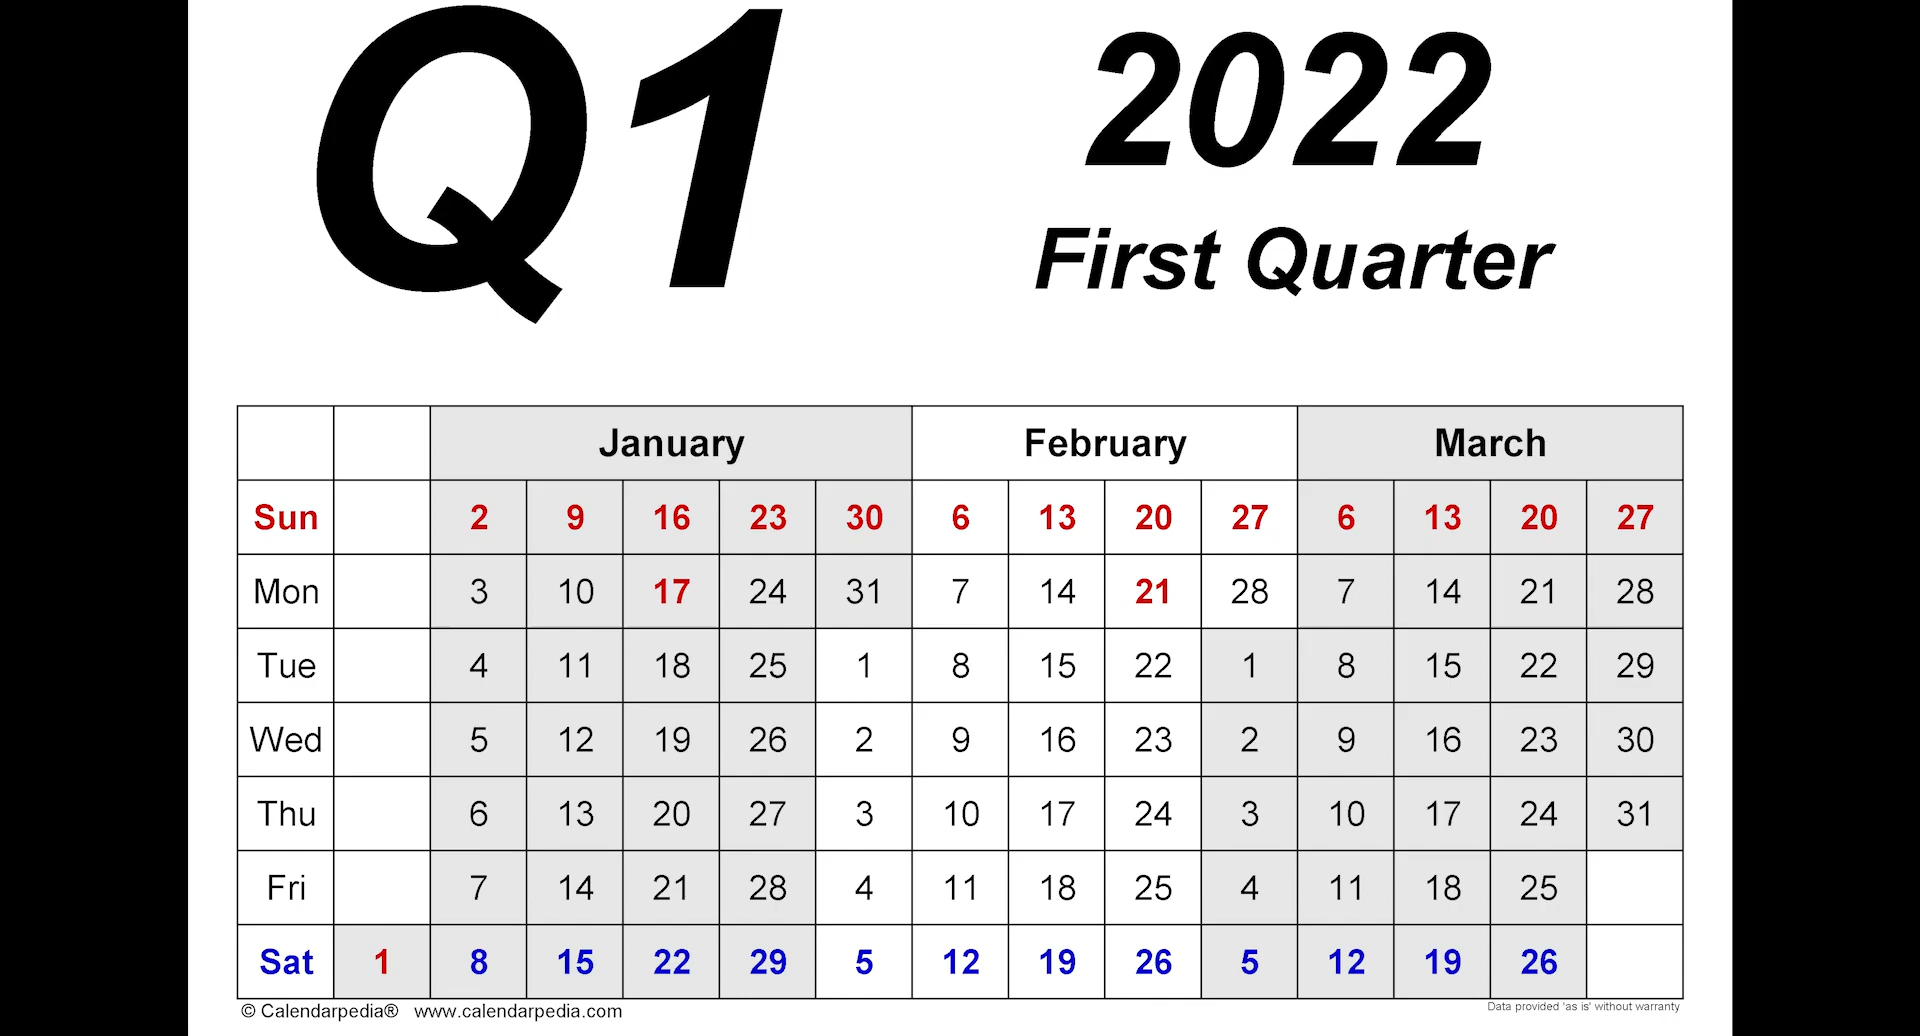 Q1
2022
First Quarter
January February March
Sun 2 9 16 23 30 6 13 20 27 6 13 20 27
Mon 3 10 17 24 31 7 14 21 28 7 14 21 28
Tue 4 11 18 25 1 8 15 22 1 8 15 22 29
Wed 5 12 19 26 2 9 16 23 2 9 16 23 30
Thu 6 13 20 27 3 10 17 24 3 10 17 24 31
Fri 7 14 21 28 4 11 18 25 4 11 18 25
Sat 1 8 15 22 29 5 12 19 26 5 12 19 26
© Calendarpedia® www.calendarpedia.com
Data provided 'as is' without warranty